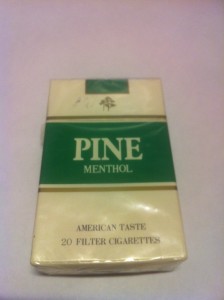 PINE
MENTHOL
AMERICAN TASTE
20 FILTER CIGARETTES